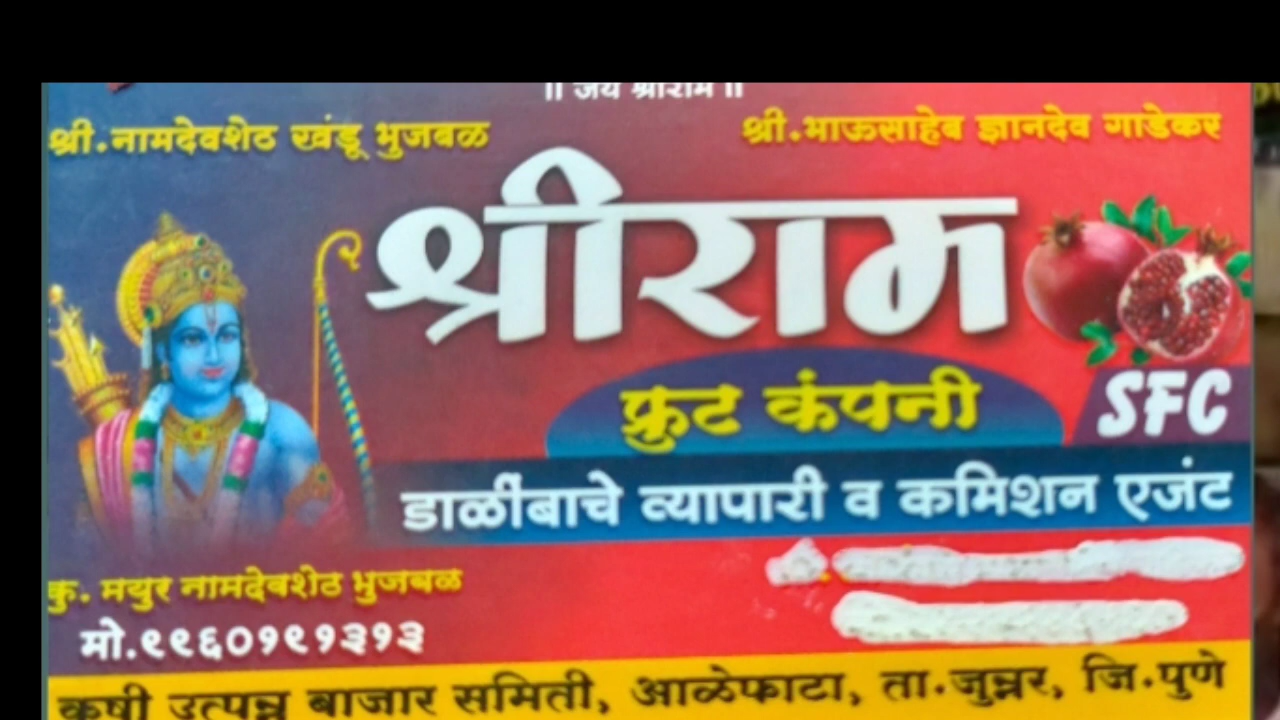 ॥ जय श्रीराम ॥
श्री.नामदेवशेठ खंडू भुजबळ
श्री.भाऊसाहेब ज्ञानदेव गाडेकर
श्रीराम
फ्रुट कंपनी
SFC
डाळींबाचे व्यापारी व कमिशन एजंट
कु. मयुर नामदेवशेठ भुजबळ
मो.९९६०१९१३१३
कृषी उत्पन्न बाजार समिती, आळेफाटा, ता.जुन्नर, जि.पुणे